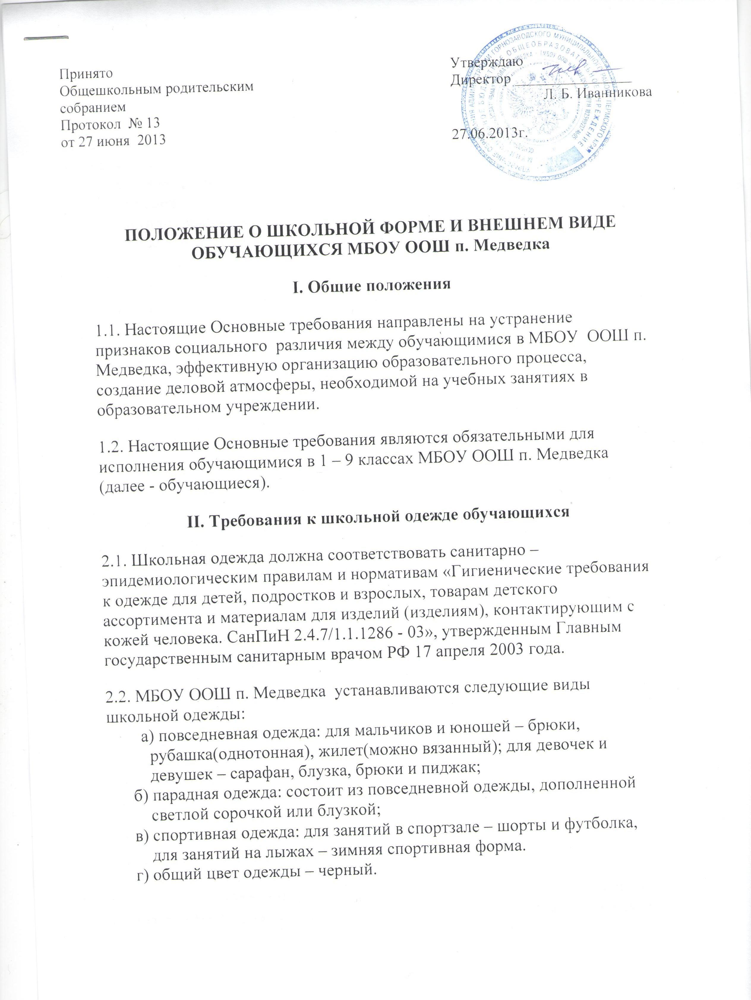 Принято
Общешкольным родительским
собранием
Протокол № 13
от 27 июня 2013
Утверждаю
Директор
Л. Б. Иванникова
27.06.2013г.
ПОЛОЖЕНИЕ О ШКОЛЬНОЙ ФОРМЕ И ВНЕШНЕМ ВИДЕ
ОБУЧАЮЩИХСЯ МБОУ ООШ п. Медведка
I. Общие положения
1.1. Настоящие Основные требования направлены на устранение
признаков социального различия между обучающимися в МБОУ ООШ п.
Медведка, эффективную организацию образовательного процесса,
создание деловой атмосферы, необходимой на учебных занятиях в
образовательном учреждении.
1.2. Настоящие Основные требования являются обязательными для
исполнения обучающимися в 1 – 9 классах МБОУ ООШ п. Медведка
(далее - обучающиеся).
II. Требования к школьной одежде обучающихся
2.1. Школьная одежда должна соответствовать санитарно –
эпидемиологическим правилам и нормативам «Гигиенические требования
к одежде для детей, подростков и взрослых, товарам детского
ассортимента и материалам для изделий (изделиям), контактирующим с
кожей человека. СанПиН 2.4.7/1.1.1286 - 03», утвержденным Главным
государственным санитарным врачом РФ 17 апреля 2003 года.
2.2. МБОУ ООШ п. Медведка устанавливаются следующие виды
школьной одежды:
а) повседневная одежда: для мальчиков и юношей – брюки,
рубашка(однотонная), жилет(можно вязанный); для девочек и
девушек – сарафан, блузка, брюки и пиджак;
б) парадная одежда: состоит из повседневной одежды, дополненной
светлой сорочкой или блузкой;
в) спортивная одежда: для занятий в спортзале – шорты и футболка,
для занятий на лыжах – зимняя спортивная форма.
г) общий цвет одежды – черный.
ГОРНОЗАВОДСКОГО МУНИЦИПАЛЬНОГО РАЙОНА ПЕРМСКОГО КРАЯ
ОБЩЕОБРАЗОВАТЕЛЬНОЕ УЧРЕЖДЕНИЕ